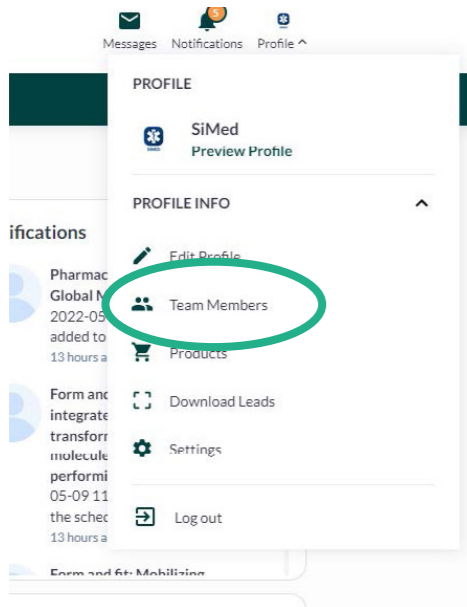 5
Messages Notifications Profile
PROFILE
SiMed
Preview Profile
PROFILE INFO
Edit Profile
Team Members
Products
Download Leads
Settings
Log out
ifications
Pharmac
Global M
2022-05
added to
13 hours a
Form and
integrate
transforr
molecule
performi
05-09 11
the sched
13 hours a
Form and fit: Mobilizing